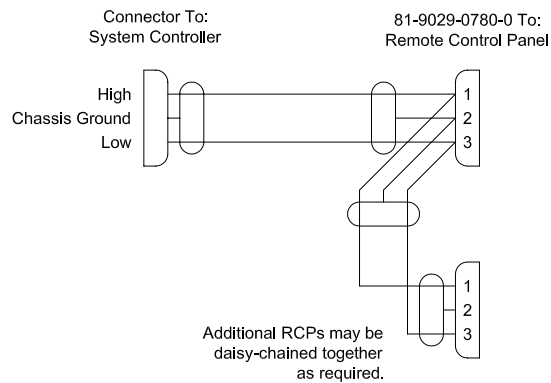 Connector To:
System Controller
81-9029-0780-0 To:
Remote Control Panel
High
Chassis Ground
Low
1
2
3
1
2
3
Additional RCPs may be
daisy-chained together
as required.